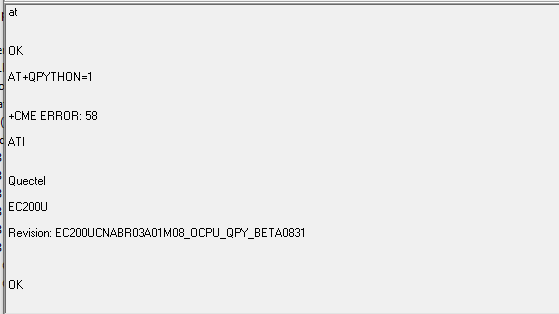 at
OK
AT+QPYTHON=1
+CME ERROR: 58
ATI
Quectel
EC200U
Revision: EC200UCNABR03A01M08_OCPU_QPY_BETA0831
OK